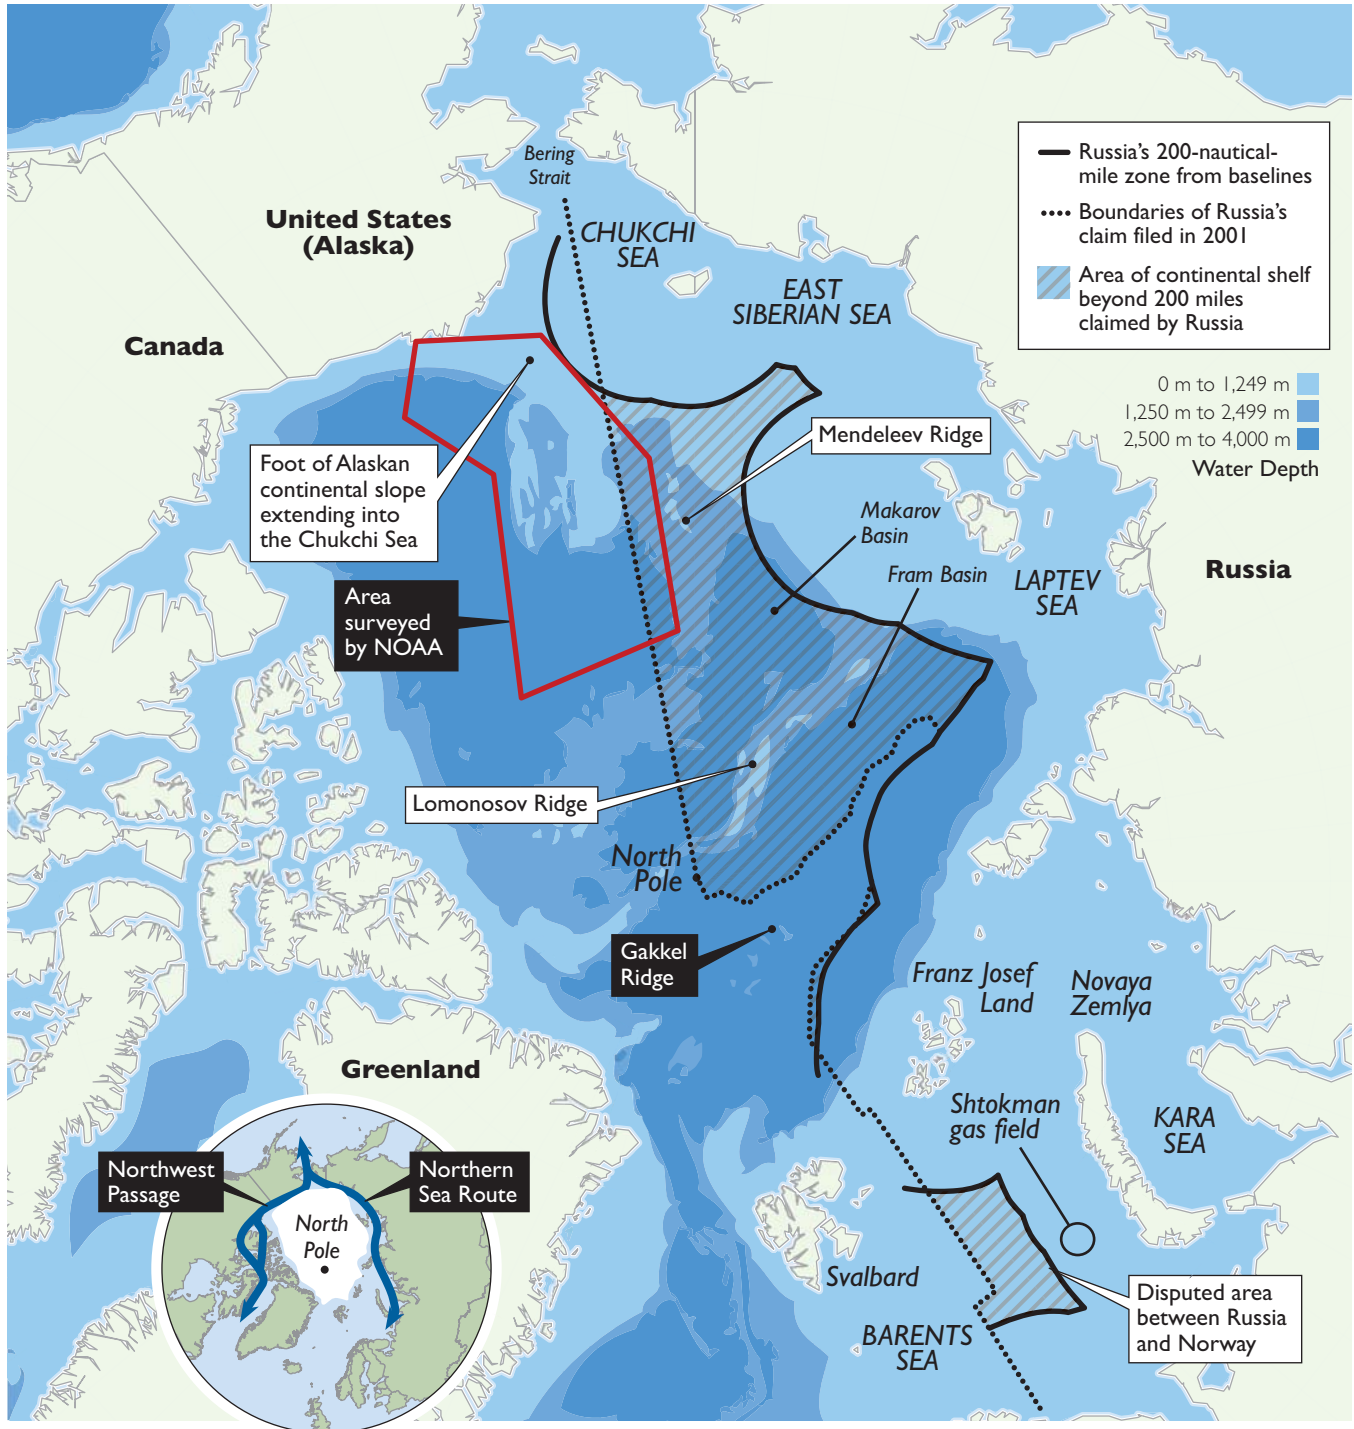 Bering
Strait
United States
(Alaska)
CHUKCHI
SEA
EAST
SIBERIAN SEA
Russia's 200-nautical-
mile zone from baselines
Boundaries of Russia's
claim filed in 2001
Area of continental shelf
beyond 200 miles
claimed by Russia
Canada
0 m to 1,249 m
1,250 m to 2,499 m
2,500 m to 4,000 m
Water Depth
Mendeleev Ridge
Foot of Alaskan
continental slope
extending into
the Chukchi Sea
Makarov
Basin
Fram Basin
LAPTEV
SEA
Russia
Area
surveyed
by NOAA
Lomonosov Ridge
North
Pole
Gakkel
Ridge
Franz Josef
Land
Novaya
Zemlya
Greenland
Shtokman
gas field
KARA
SEA
Northwest
Passage
Northern
Sea Route
North
Pole
Svalbard
BARENTS
SEA
Disputed area
between Russia
and Norway